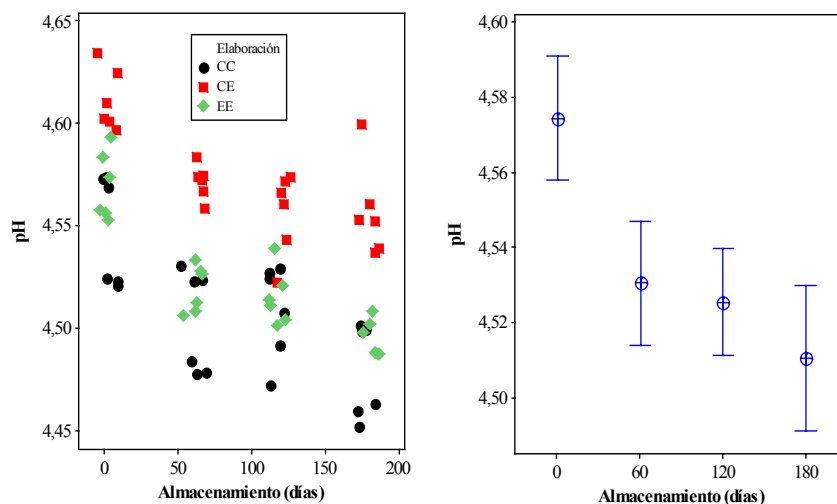 4,65
4,60
4,55
4,50
4,45
pH
Elaboración
CC
CE
EE
0
50
100
150
200
Almacenamiento (días)
4,60
4,58
4,56
4,54
4,52
4,50
pH
0
60
120
180
Almacenamiento (días)